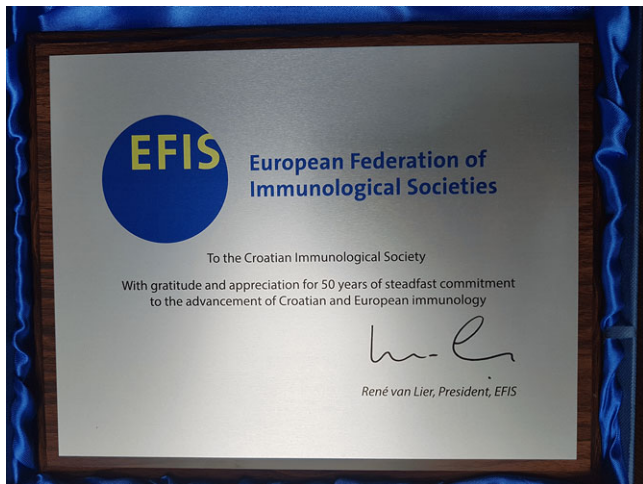 EFIS
European Federation of
Immunological Societies
To the Croatian Immunological Society
With gratitude and appreciation for 50 years of steadfast commitment
to the advancement of Croatian and European immunology
René van Lier, President, EFIS